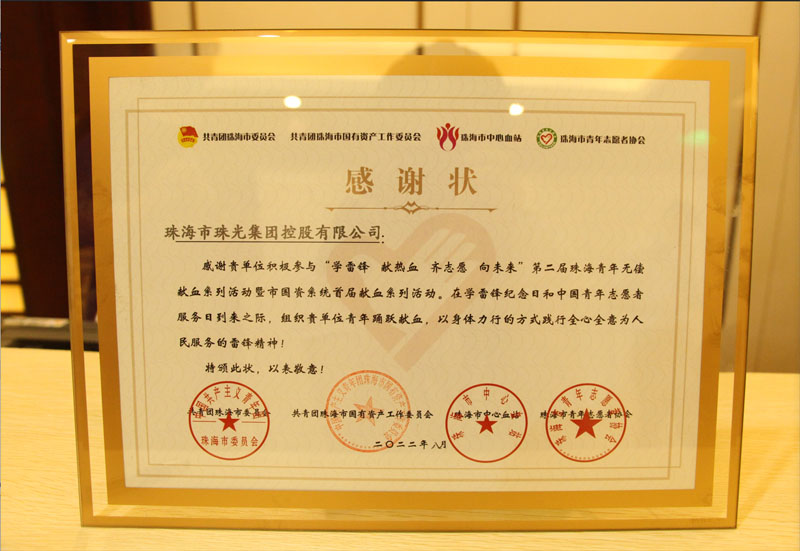 共青团珠海市委员会 共青团珠海市国有资产工作委员会 珠海市中心血站 珠海市青年志愿者协会
感谢状
珠海市珠光集团控股有限公司:
感谢贵单位积极参与“学雷锋 献热血 齐志愿 向未来”第二届珠海青年无偿
献血系列活动暨市国资系统首届献血系列活动。在学雷锋纪念日和中国青年志愿者
服务日到来之际，组织贵单位青年踊跃献血，以身体力行的方式践行全心全意为人
民服务的雷锋精神！
特颁此状，以表敬意！
共青团珠海市委员会 共青团珠海市国有资产工作委员会 珠海市中心血站 珠海市青年志愿者协会
珠海市委员会
二〇二二年八月